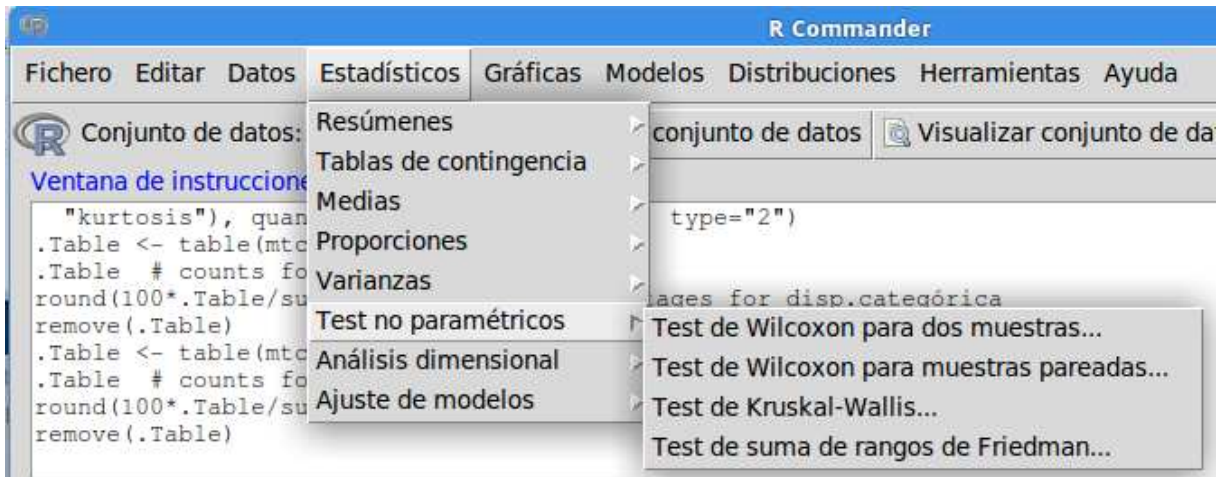 R Commander
Fichero Editar Datos Estadísticos Gráficas Modelos Distribuciones Herramientas Ayuda
Conjunto de datos: conjunto de datos Visualizar conjunto de
Ventana de
Resúmenes
Tablas de contingencia
Medias
Proporciones
Varianzas
Test no paramétricos
Análisis dimensional
Ajuste de modelos
Test de Wilcoxon para dos muestras...
Test de Wilcoxon para muestras pareadas...
Test de Kruskal-Wallis...
Test de suma de rangos de Friedman...
"kurtosis"), quan type="2")
.Table <- table(mtc
.Table # counts fo
round(100*.Table/su ages for disp.categórica
remove(.Table)
.Table <- table(mtc
.Table # counts fo
round(100*.Table/su
remove(.Table)